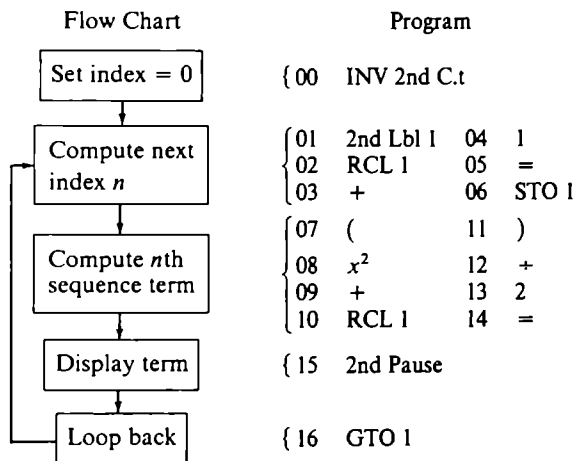 Flow Chart Program
Set index = 0 { 00 INV 2nd C.t
Compute next index n
01 2nd Lbl 1 04 1
02 RCL 1 05 =
03 + 06 STO 1
Compute nth sequence term
07 ( 11 )
08 x² 12 ÷
09 + 13 2
10 RCL 1 14 =
Display term { 15 2nd Pause
Loop back { 16 GTO 1